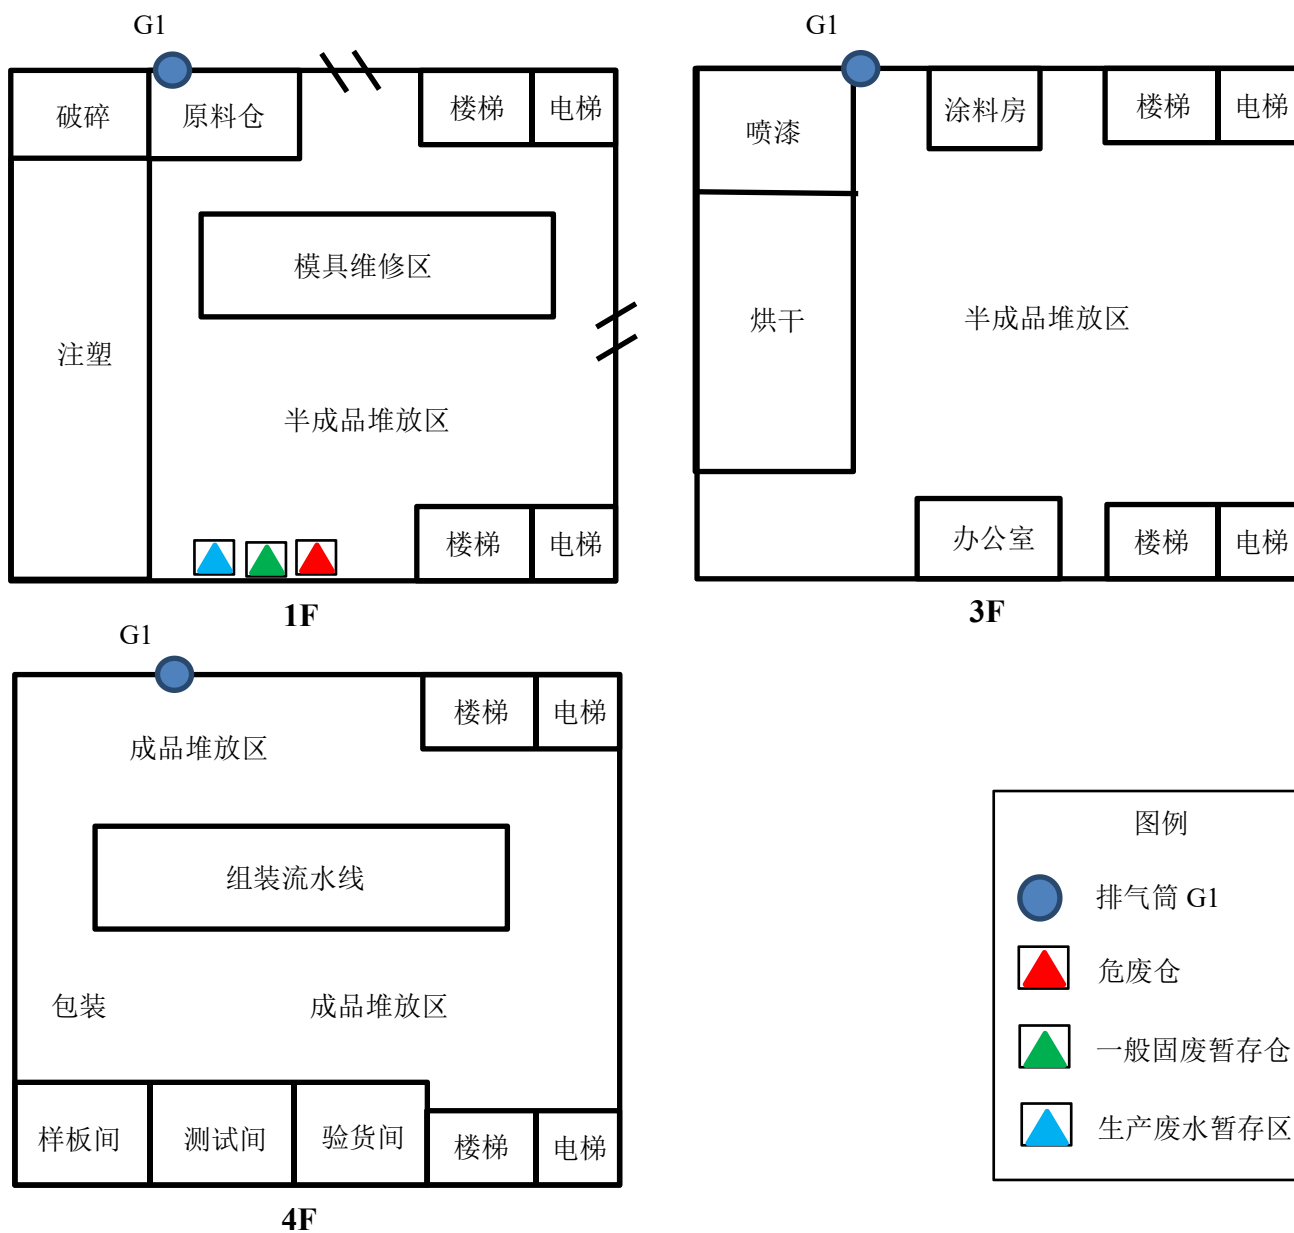 G1
破碎
原料仓
楼梯
电梯
模具维修区
注塑
半成品堆放区
楼梯
电梯
1F
G1
喷漆
涂料房
楼梯
电梯
烘干
半成品堆放区
办公室
楼梯
电梯
3F
G1
成品堆放区
楼梯
电梯
组装流水线
包装
成品堆放区
样板间
测试间
验货间
楼梯
电梯
4F
图例
排气筒 G1
危废仓
一般固废暂存仓
生产废水暂存区